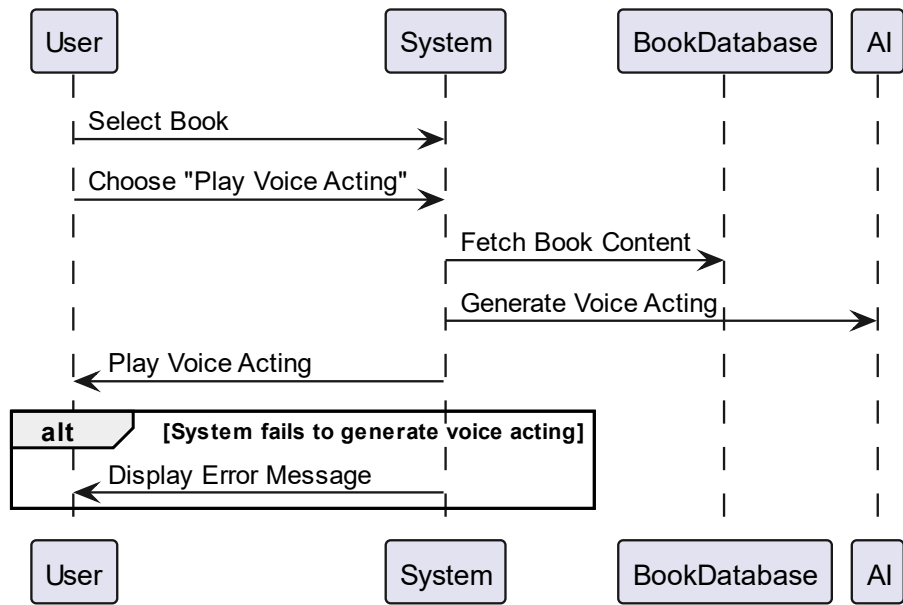 User System BookDatabase AI
Select Book
Choose "Play Voice Acting"
Fetch Book Content
Generate Voice Acting
Play Voice Acting
alt [System fails to generate voice acting]
Display Error Message
User System BookDatabase AI